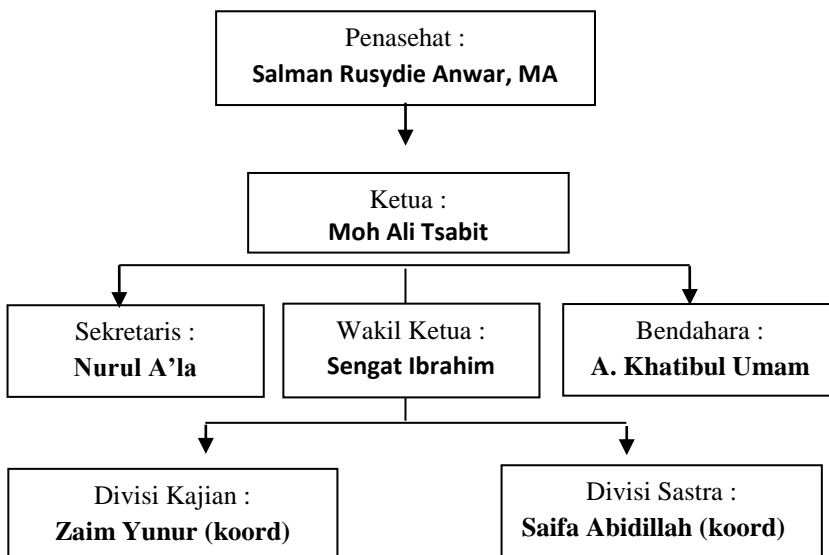 Penasehat :
Salman Rusydie Anwar, MA
Ketua :
Moh Ali Tsabit
Sekretaris :
Nurul A’la
Wakil Ketua :
Sengat Ibrahim
Bendahara :
A. Khatibul Umam
Divisi Kajian :
Zaim Yunur (koord)
Divisi Sastra :
Saifa Abidillah (koord)